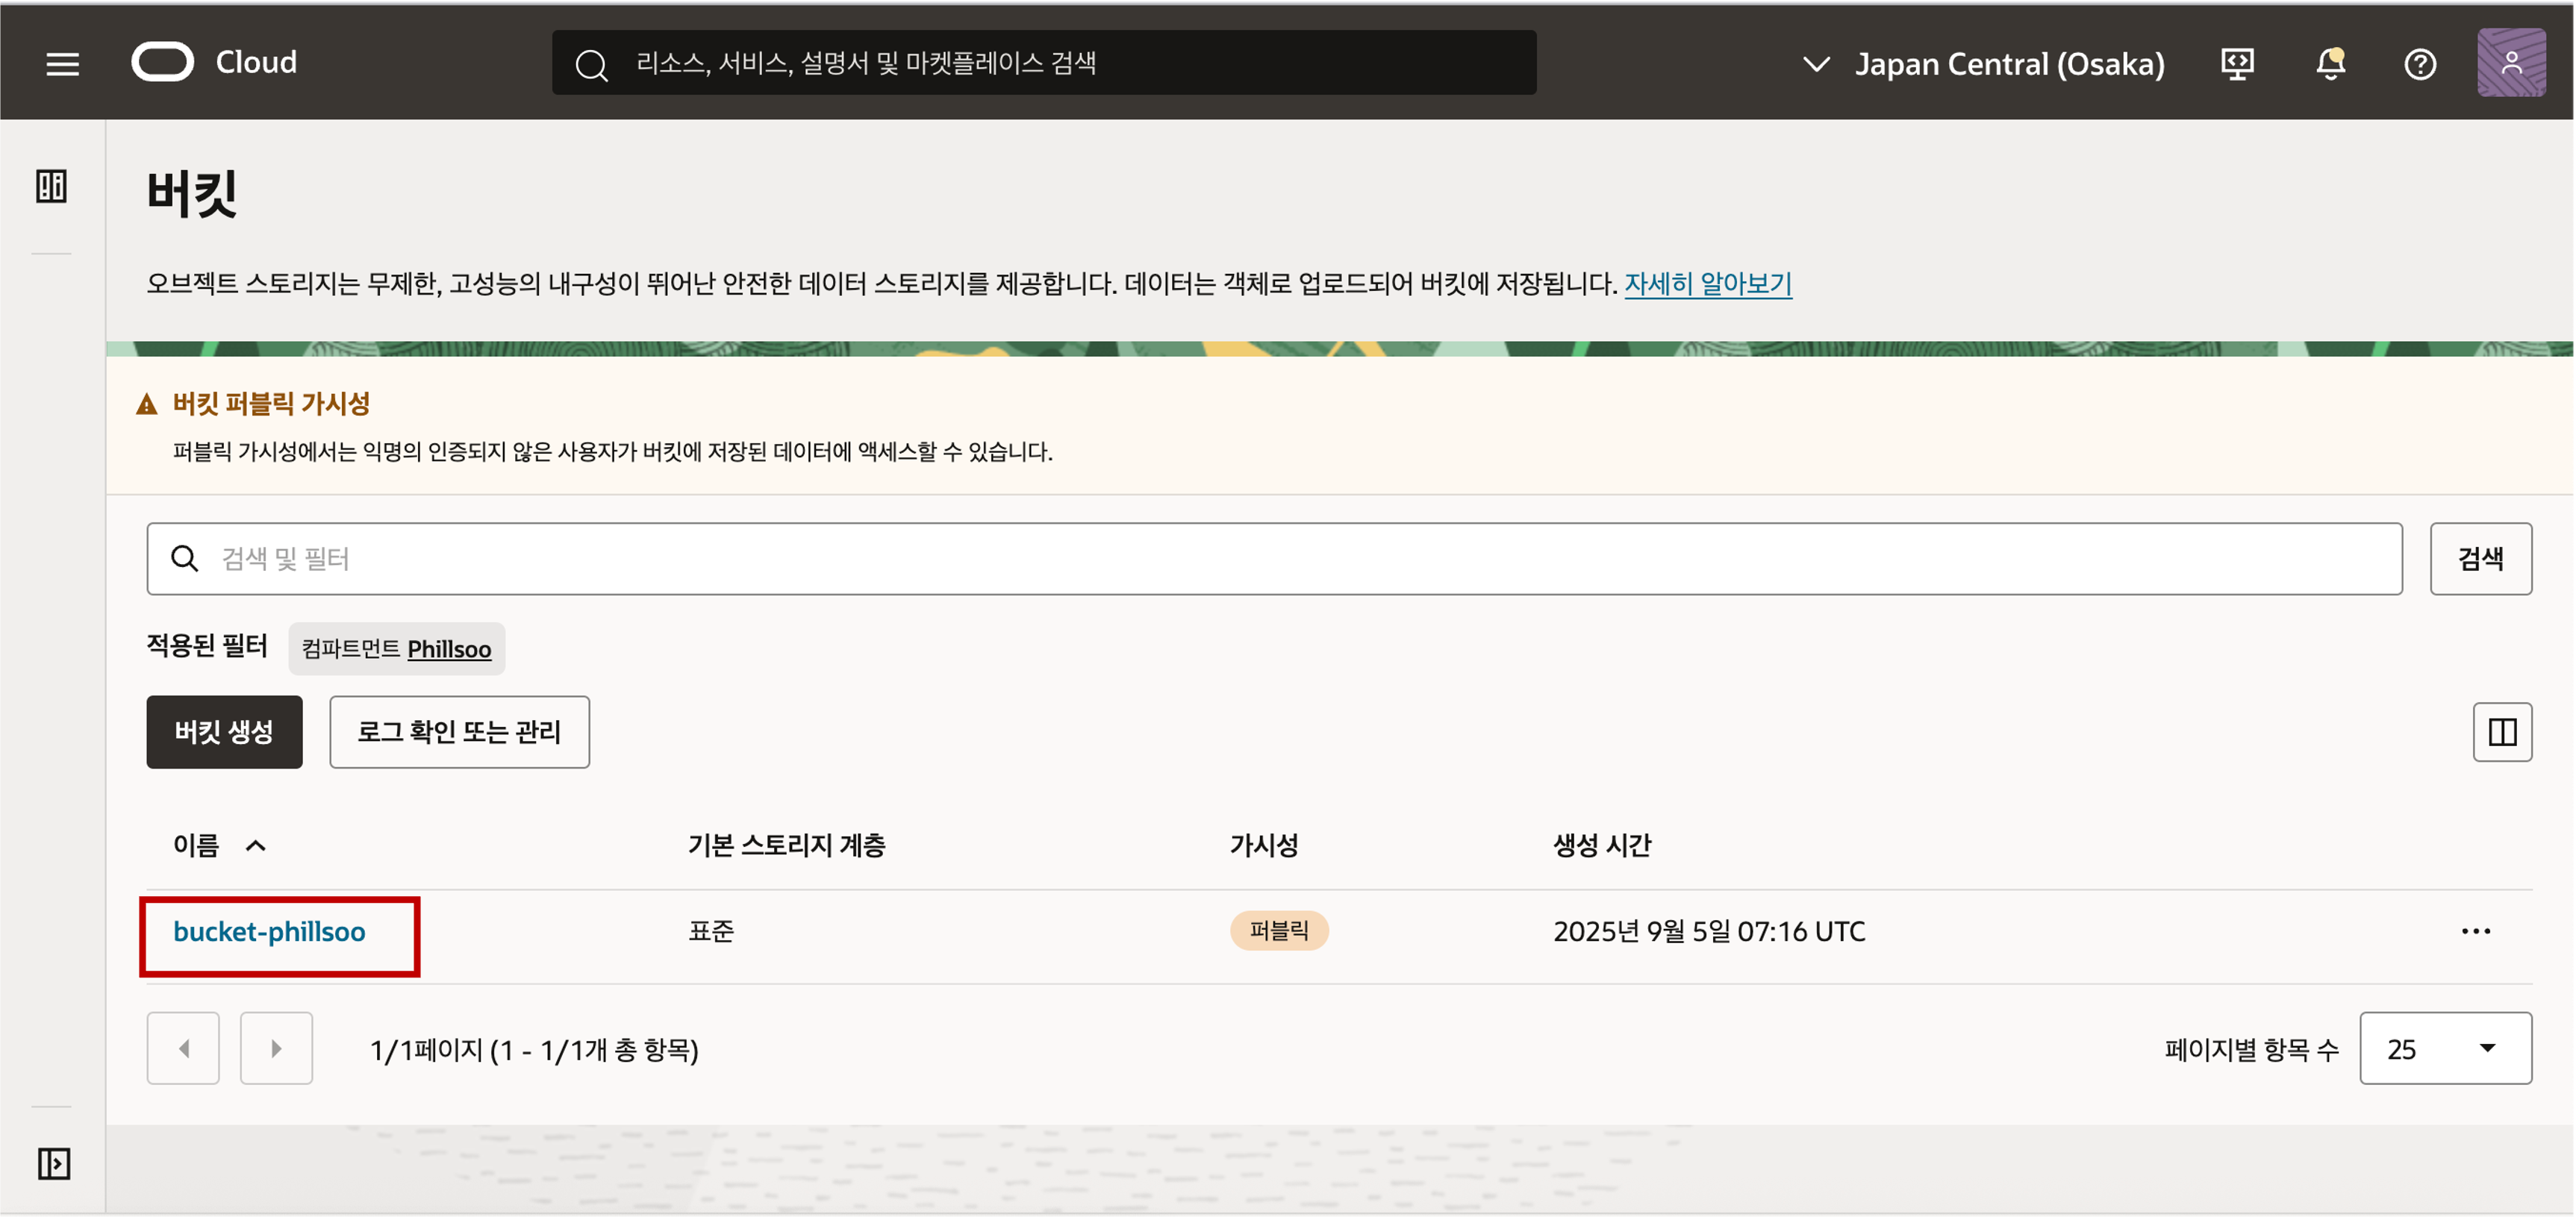 Cloud
리소스, 서비스, 설명서 및 마켓플레이스 검색
Japan Central (Osaka)
버킷
오브젝트 스토리지는 무제한, 고성능의 내구성이 뛰어난 안전한 데이터 스토리지를 제공합니다. 데이터는 객체로 업로드되어 버킷에 저장됩니다. 자세히 알아보기
버킷 퍼블릭 가시성
퍼블릭 가시성에서는 익명의 인증되지 않은 사용자가 버킷에 저장된 데이터에 액세스할 수 있습니다.
검색 및 필터
검색
적용된 필터 컴파트먼트 Phillsoo
버킷 생성 로그 확인 또는 관리
이름 기본 스토리지 계층 가시성 생성 시간
bucket-phillsoo 표준 퍼블릭 2025년 9월 5일 07:16 UTC
1/1페이지 (1 - 1/1개 총 항목) 페이지별 항목 수 25